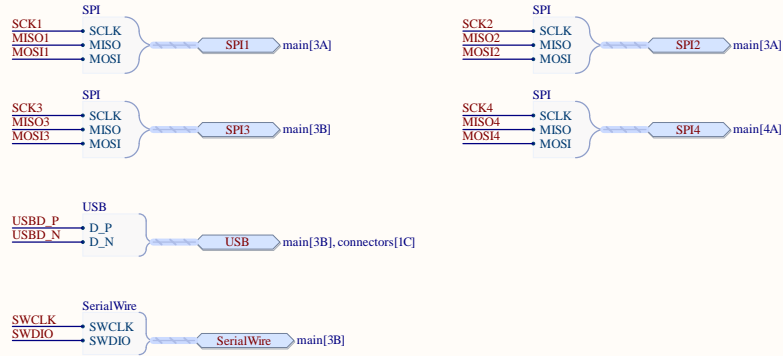 SPI SPI
SCK1 SCLK SCK2 SCLK
MISO1 MISO SPI1 main[3A] MISO2 MISO SPI2 main[3A]
MOSI1 MOSI MOSI2 MOSI
SPI SPI
SCK3 SCLK SCK4 SCLK
MISO3 MISO SPI3 main[3B] MISO4 MISO SPI4 main[4A]
MOSI3 MOSI MOSI4 MOSI
USB
USBD_P D_P
USBD_N D_N USB main[3B], connectors[1C]
SerialWire
SWCLK SWCLK
SWDIO SWDIO SerialWire main[3B]